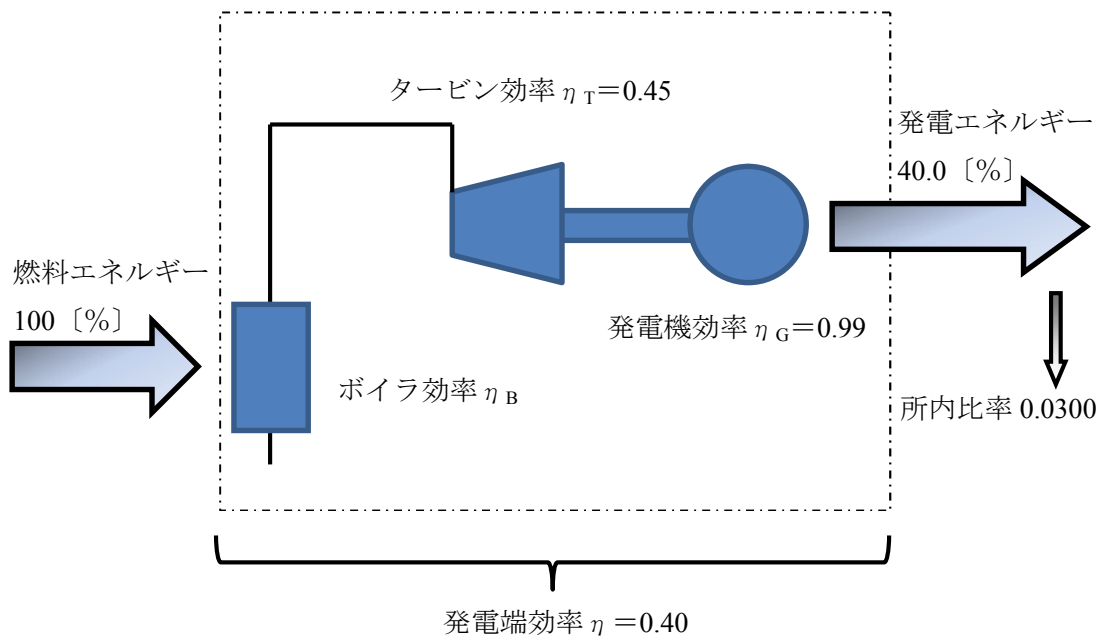 タービン効率 η T＝0.45
発電エネルギー
40.0〔％〕
燃料エネルギー
100〔％〕
発電機効率 η G＝0.99
ボイラ効率 η B
所内比率 0.0300
発電端効率 η ＝0.40